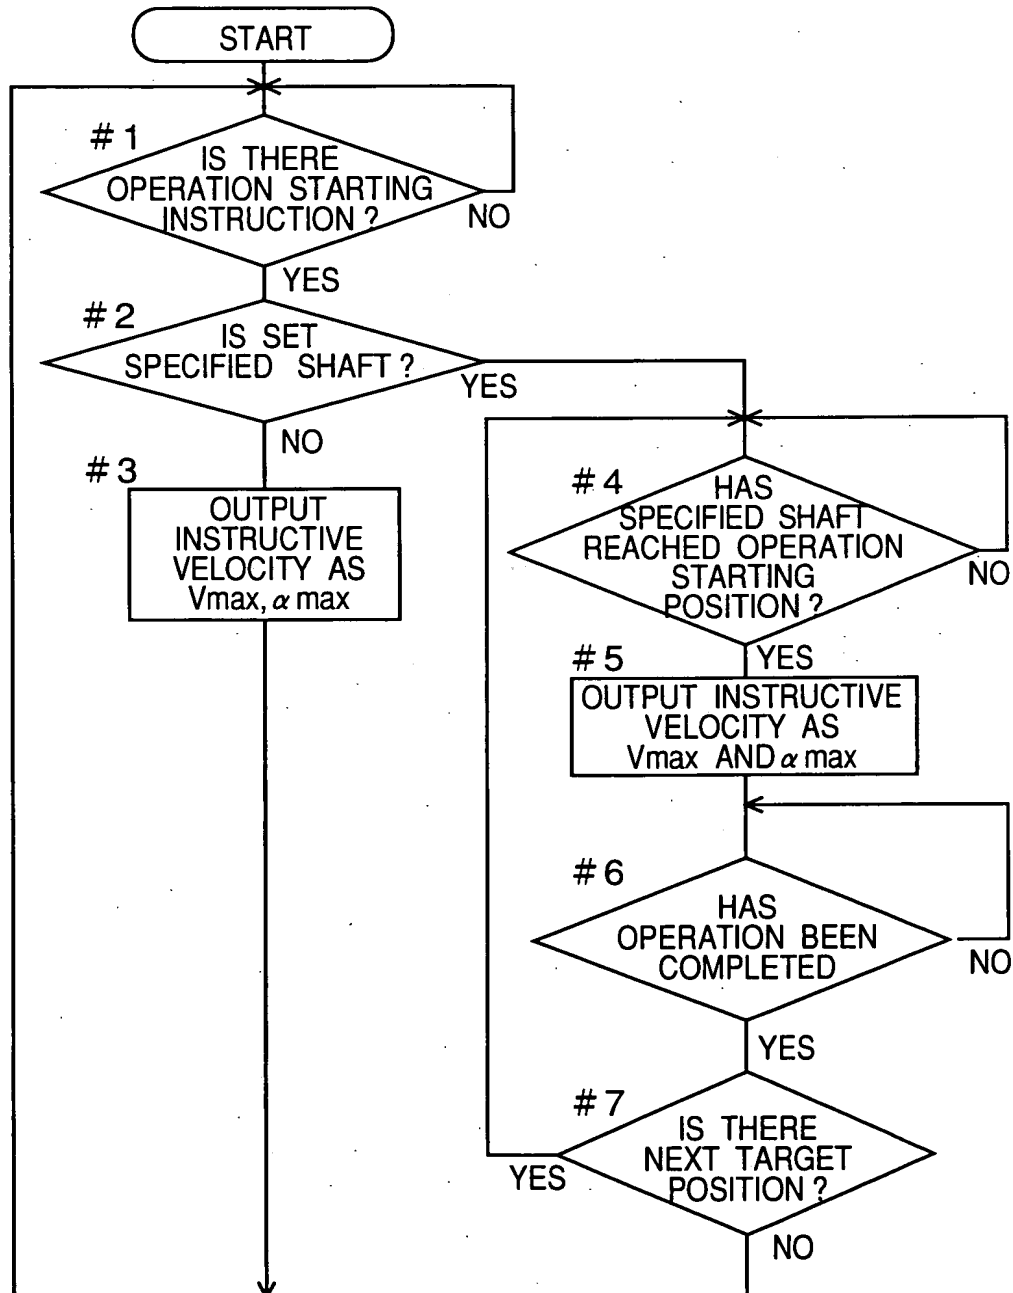 START
#1
IS THERE
OPERATION STARTING
INSTRUCTION?
NO
YES
#2
IS SET
SPECIFIED SHAFT?
YES
NO
#3
OUTPUT
INSTRUCTIVE
VELOCITY AS
Vmax, α max
#4
HAS
SPECIFIED SHAFT
REACHED OPERATION
STARTING
POSITION?
NO
YES
#5
OUTPUT INSTRUCTIVE
VELOCITY AS
Vmax AND α max
#6
HAS
OPERATION BEEN
COMPLETED
NO
YES
#7
IS THERE
NEXT TARGET
POSITION?
YES
NO